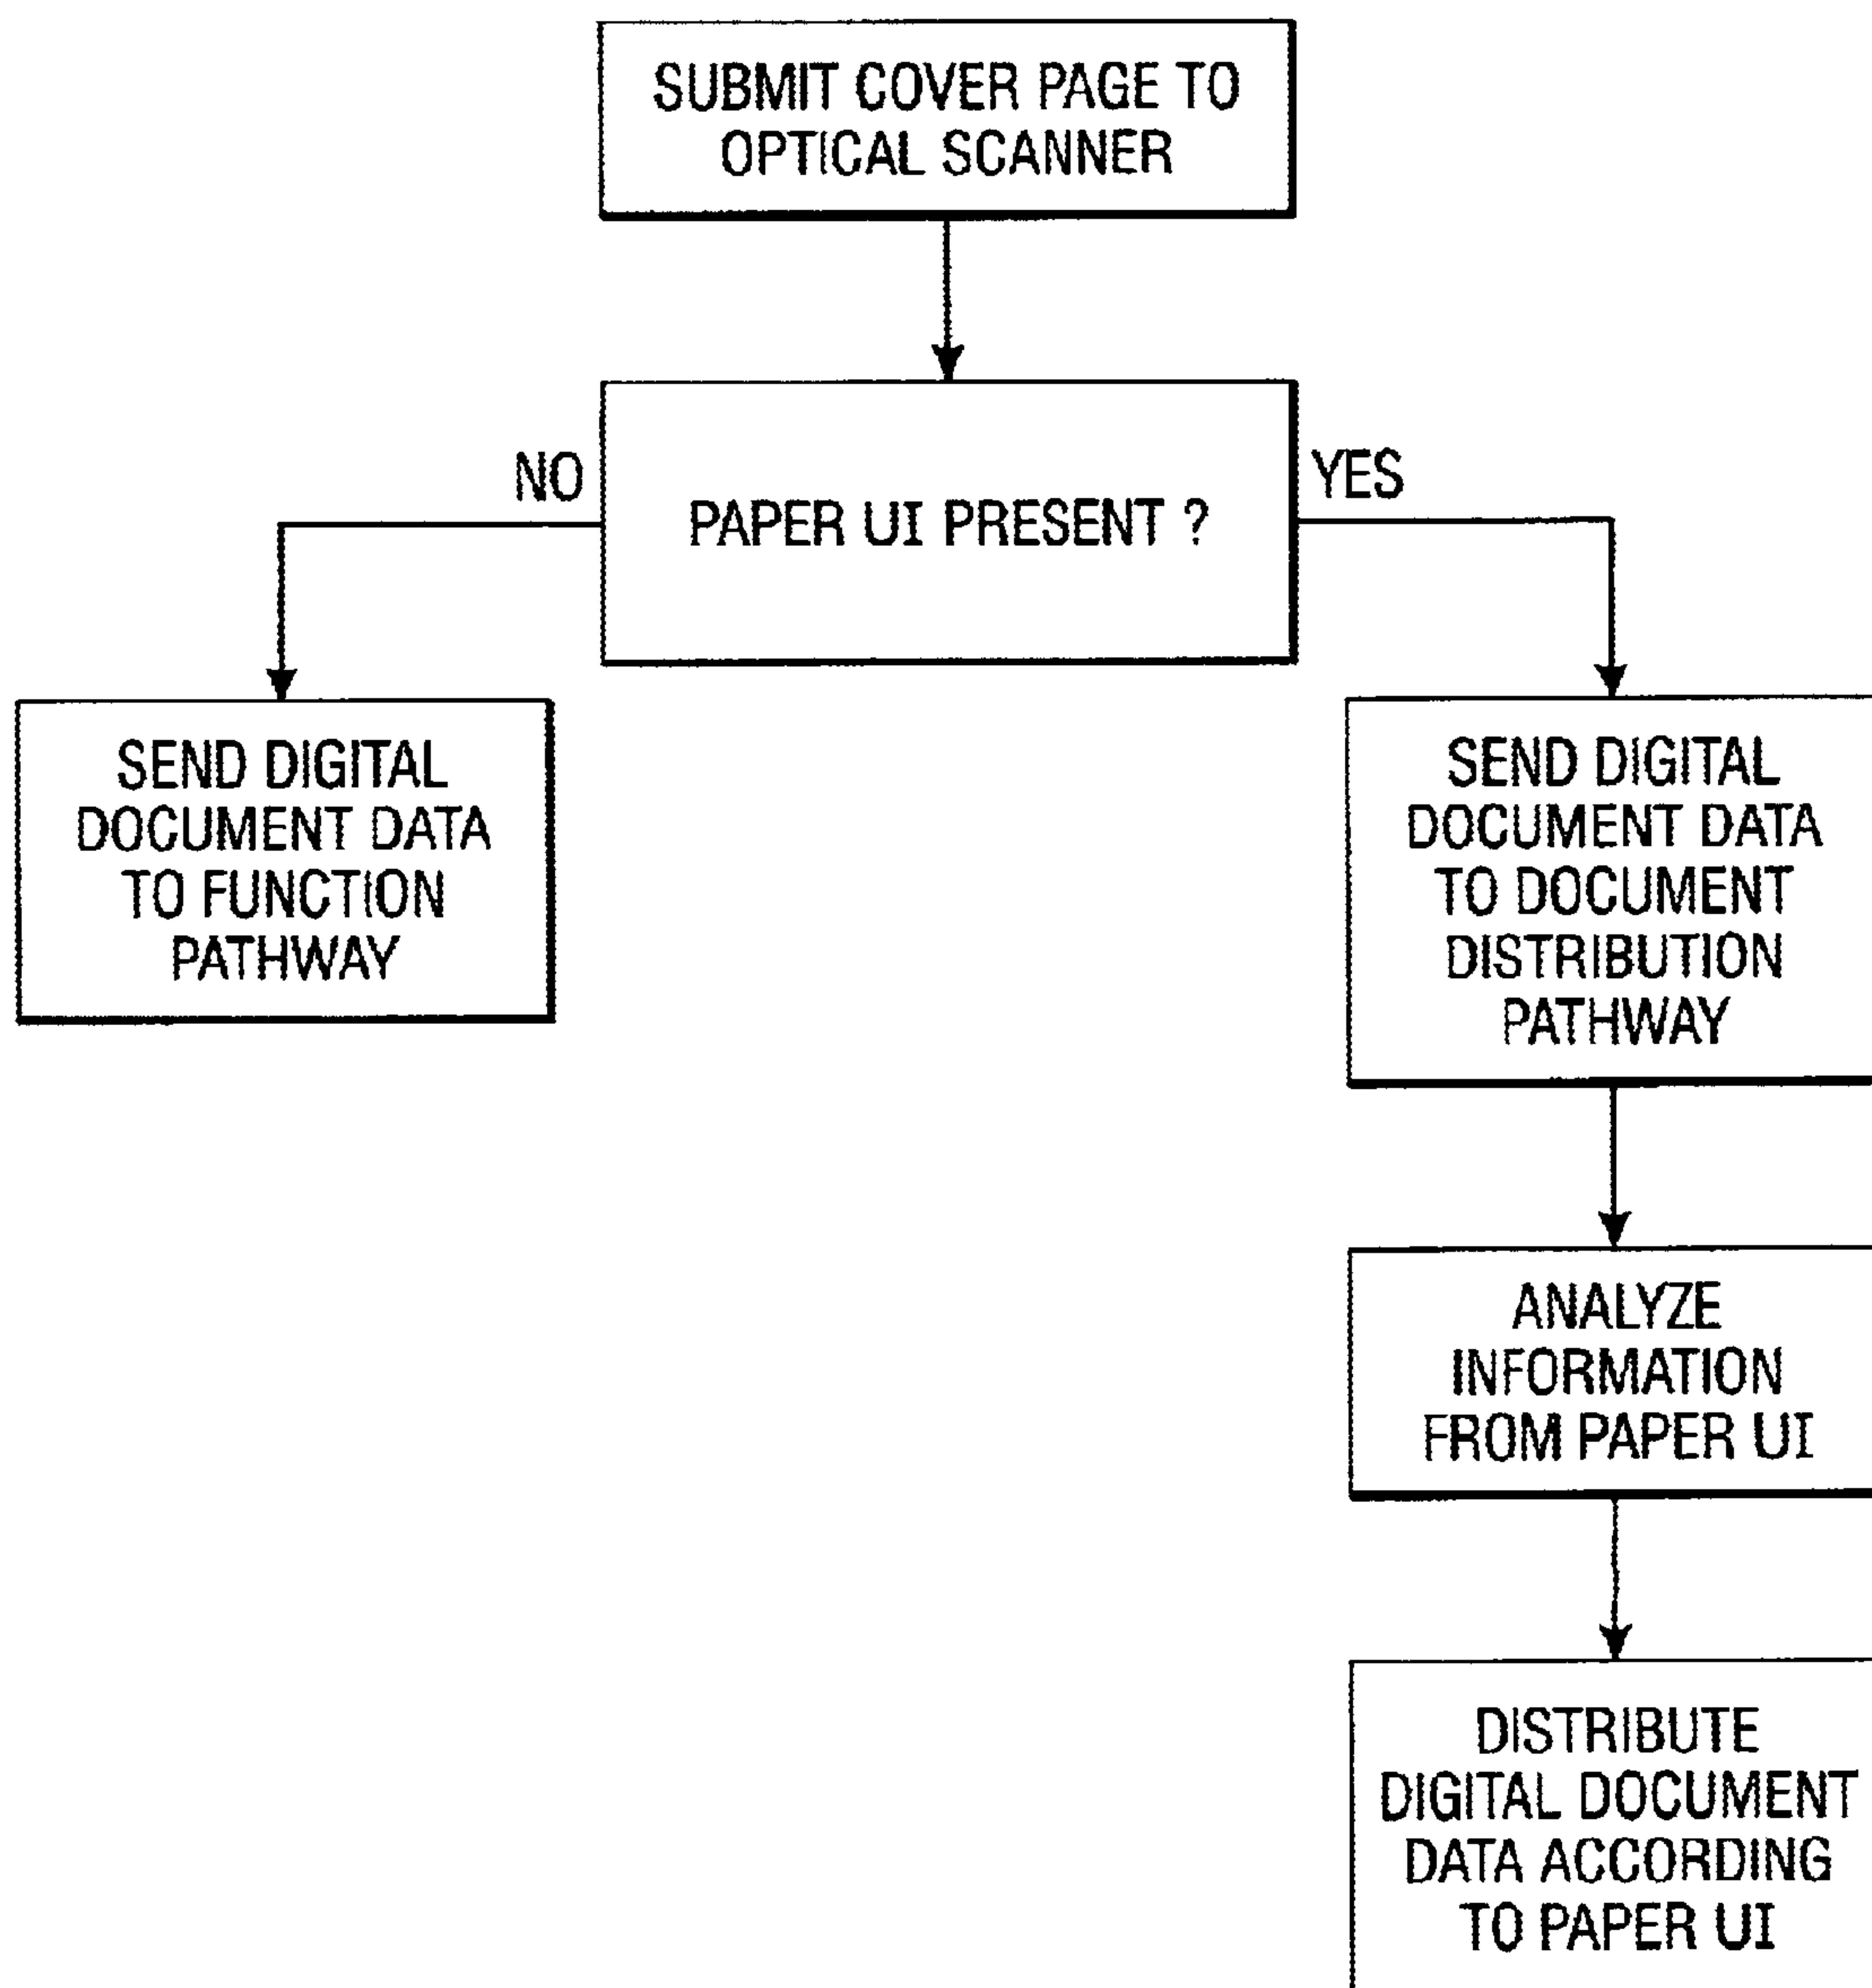 SUBMIT COVER PAGE TO
OPTICAL SCANNER
NO
YES
PAPER UI PRESENT ?
SEND DIGITAL
DOCUMENT DATA
TO FUNCTION
PATHWAY
SEND DIGITAL
DOCUMENT DATA
TO DOCUMENT
DISTRIBUTION
PATHWAY
ANALYZE
INFORMATION
FROM PAPER UI
DISTRIBUTE
DIGITAL DOCUMENT
DATA ACCORDING
TO PAPER UI